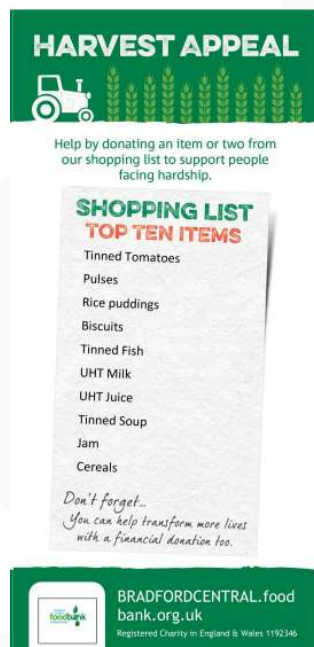 HARVEST APPEAL
Help by donating an item or two from
our shopping list to support people
facing hardship.
SHOPPING LIST
TOP TEN ITEMS
Tinned Tomatoes
Pulses
Rice puddings
Biscuits
Tinned Fish
UHT Milk
UHT Juice
Tinned Soup
Jam
Cereals
Don't forget...
You can help transform more lives
with a financial donation too.
foodbank
BRADFORDCENTRAL.food
bank.org.uk
Registered Charity in England & Wales 1192346